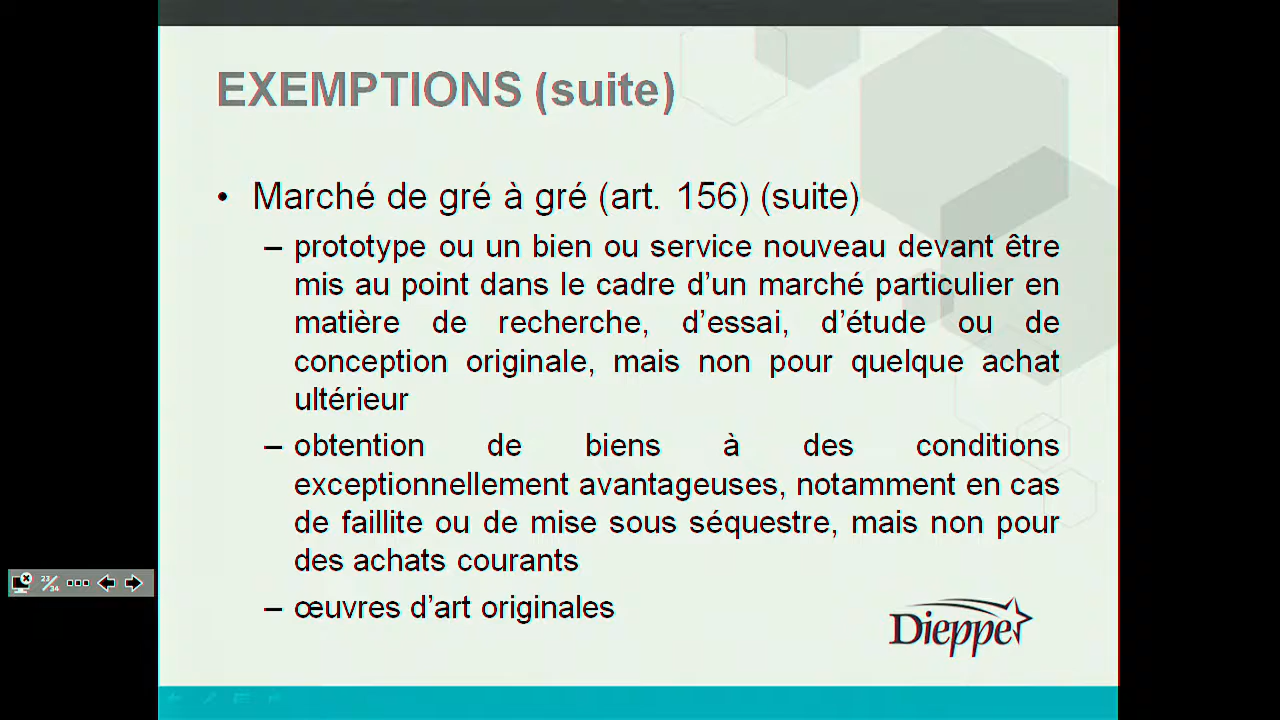 EXEMPTIONS (suite)
• Marché de gré à gré (art. 156) (suite)
– prototype ou un bien ou service nouveau devant être
mis au point dans le cadre d’un marché particulier en
matière de recherche, d’essai, d’étude ou de
conception originale, mais non pour quelque achat
ultérieur
– obtention de biens à des conditions
exceptionnellement avantageuses, notamment en cas
de faillite ou de mise sous séquestre, mais non pour
des achats courants
23/34
– œuvres d’art originales
Dieppe